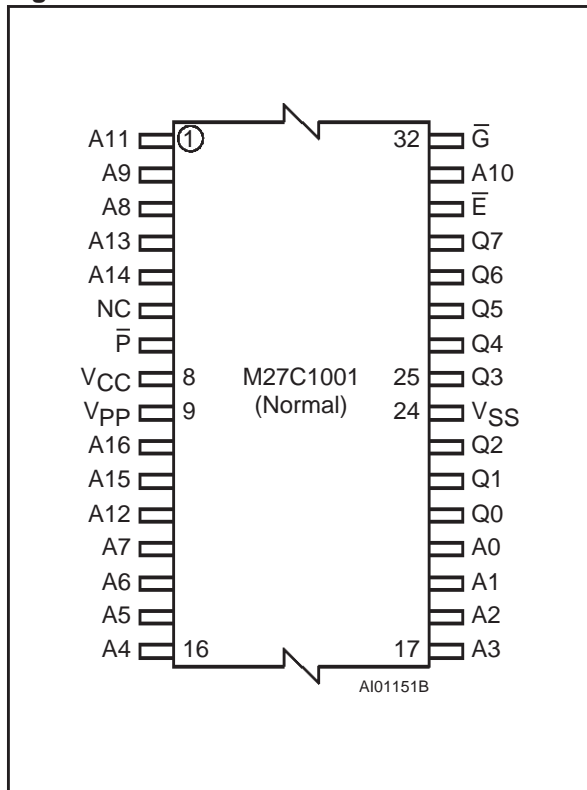 A11 1 32 G̅
A9 A10
A8 E̅
A13 Q7
A14 Q6
NC Q5
P̅ Q4
VCC 8 M27C1001 25 Q3
VPP 9 (Normal) 24 VSS
A16 Q2
A15 Q1
A12 Q0
A7 A0
A6 A1
A5 A2
A4 16 17 A3
AI01151B